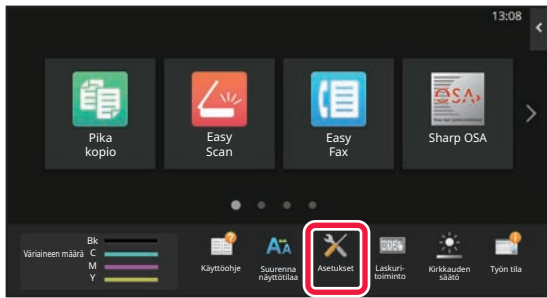 13:08
Pika
kopio
Easy
Scan
Easy
Fax
OSA
Sharp OSA
Bk
Väriaineen määrä C
M
Y
Käyttöohje
Suurenna
näyttötilaa
Asetukset
Laskuri-
toiminto
Kirkkauden
säätö
Työn tila